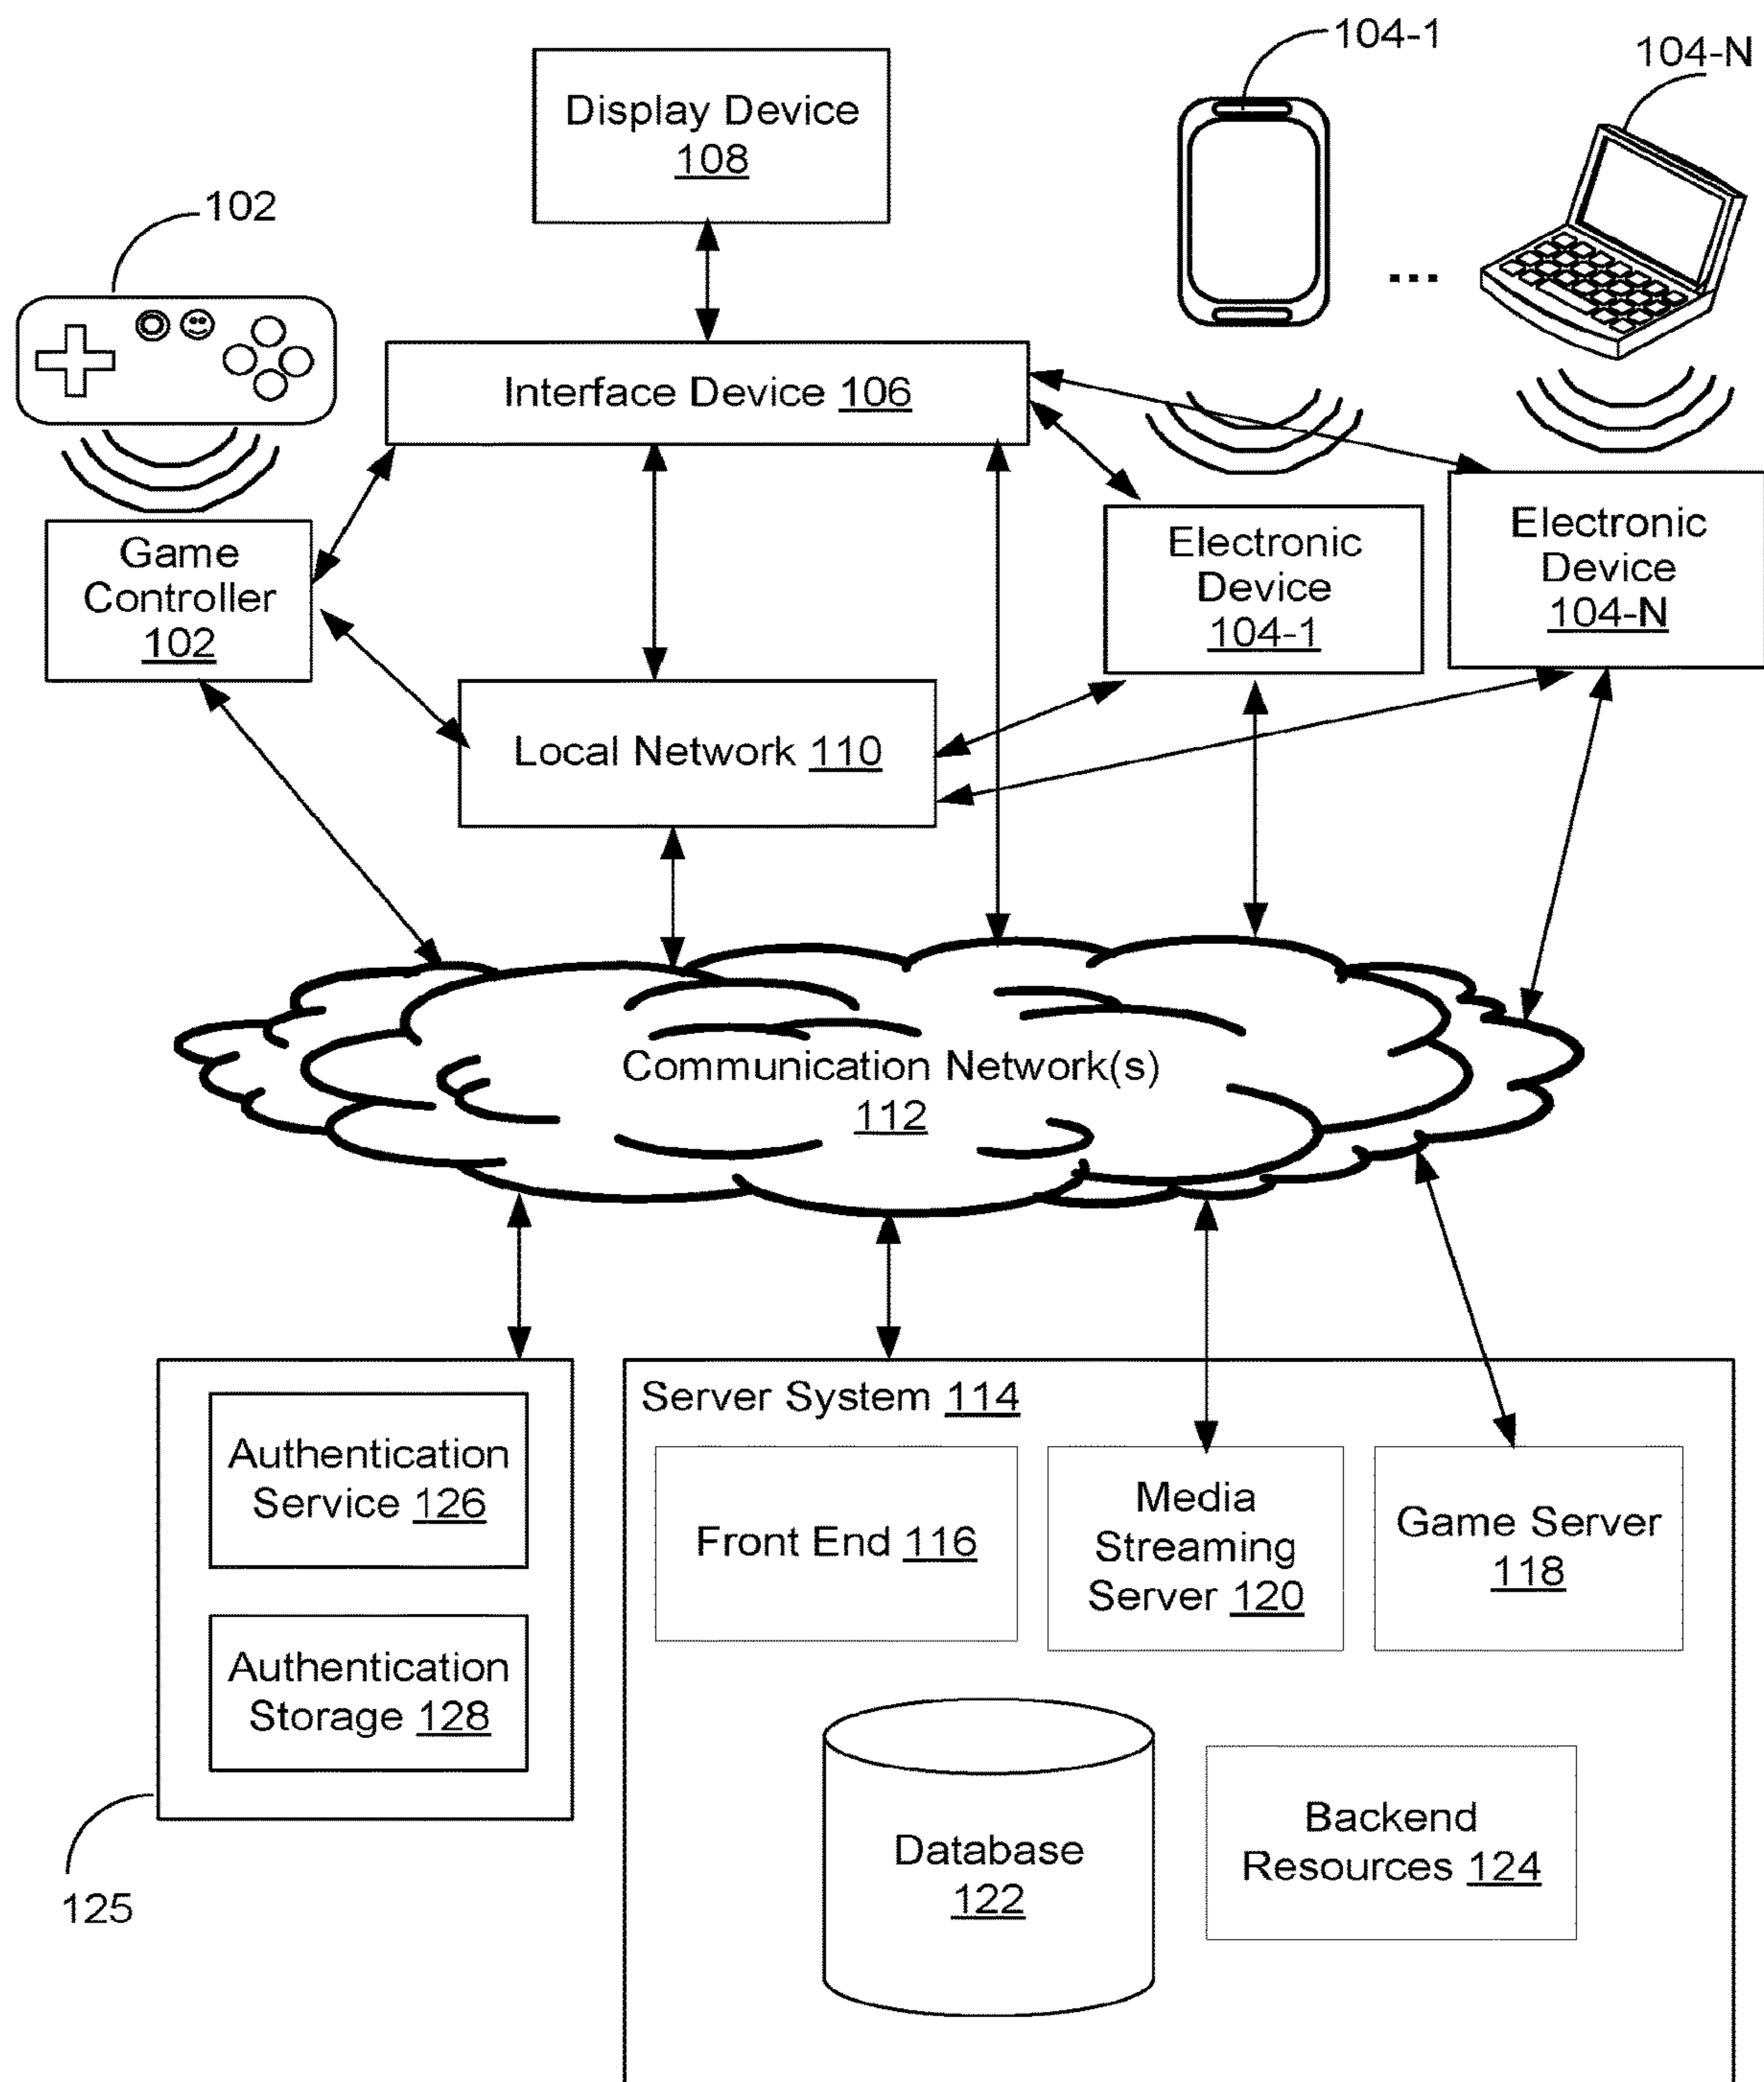 104-1
104-N
Display Device
108
102
Interface Device 106
Game
Controller
102
Electronic
Device
104-1
Electronic
Device
104-N
...
Local Network 110
Communication Network(s)
112
Authentication
Service 126
Authentication
Storage 128
125
Server System 114
Front End 116
Media
Streaming
Server 120
Game Server
118
Database
122
Backend
Resources 124